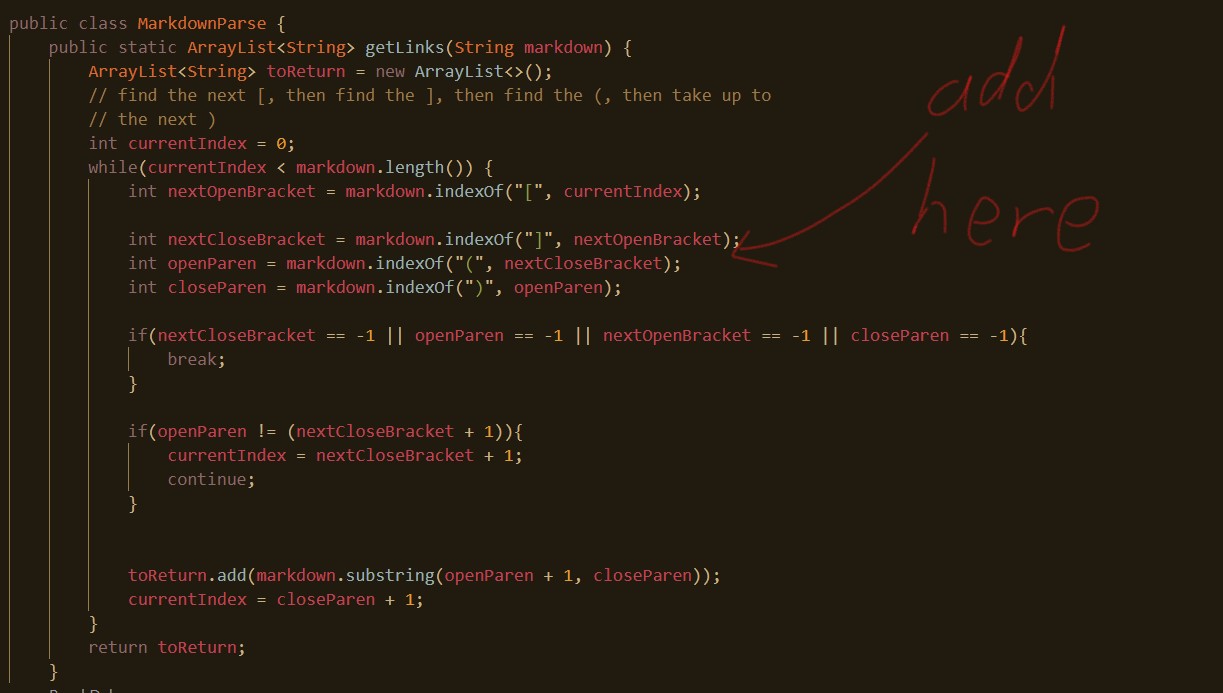 public class MarkdownParse {
public static ArrayList<String> getLinks(String markdown) {
ArrayList<String> toReturn = new ArrayList<>();
// find the next [, then find the ], then find the (, then take up to
// the next )
int currentIndex = 0;
while(currentIndex < markdown.length()) {
int nextOpenBracket = markdown.indexOf("[", currentIndex);
int nextCloseBracket = markdown.indexOf("]", nextOpenBracket);
int openParen = markdown.indexOf("(", nextCloseBracket);
int closeParen = markdown.indexOf(")", openParen);
if(nextCloseBracket == -1 || openParen == -1 || nextOpenBracket == -1 || closeParen == -1){
break;
}
if(openParen != (nextCloseBracket + 1)){
currentIndex = nextCloseBracket + 1;
continue;
}
toReturn.add(markdown.substring(openParen + 1, closeParen));
currentIndex = closeParen + 1;
}
return toReturn;
}
add
here